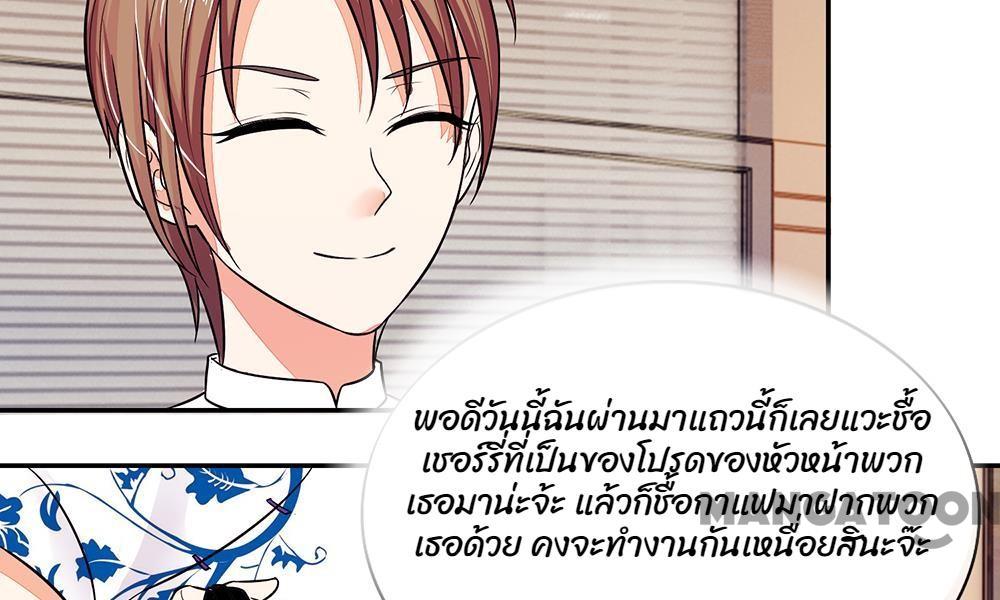 พอดีวันนี้ฉันผ่านมาแถวนี้ก็เลยแวะซื้อ
เชอร์รี่ที่เป็นของโปรดของหัวหน้าพวก
เธอมาน่ะจ้ะ แล้วก็ซื้อกาแฟมาฝากพวก
เธอด้วย คงจะทำงานกันเหนื่อยสินะจ๊ะ
MANGATOON